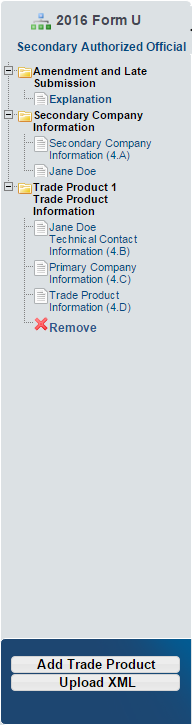 2016 Form U
Secondary Authorized Official
Amendment and Late
Submission
Explanation
Secondary Company
Information
Secondary Company
Information (4.A)
Jane Doe
Trade Product 1
Trade Product
Information
Jane Doe
Technical Contact
Information (4.B)
Primary Company
Information (4.C)
Trade Product
Information (4.D)
Remove
Add Trade Product
Upload XML